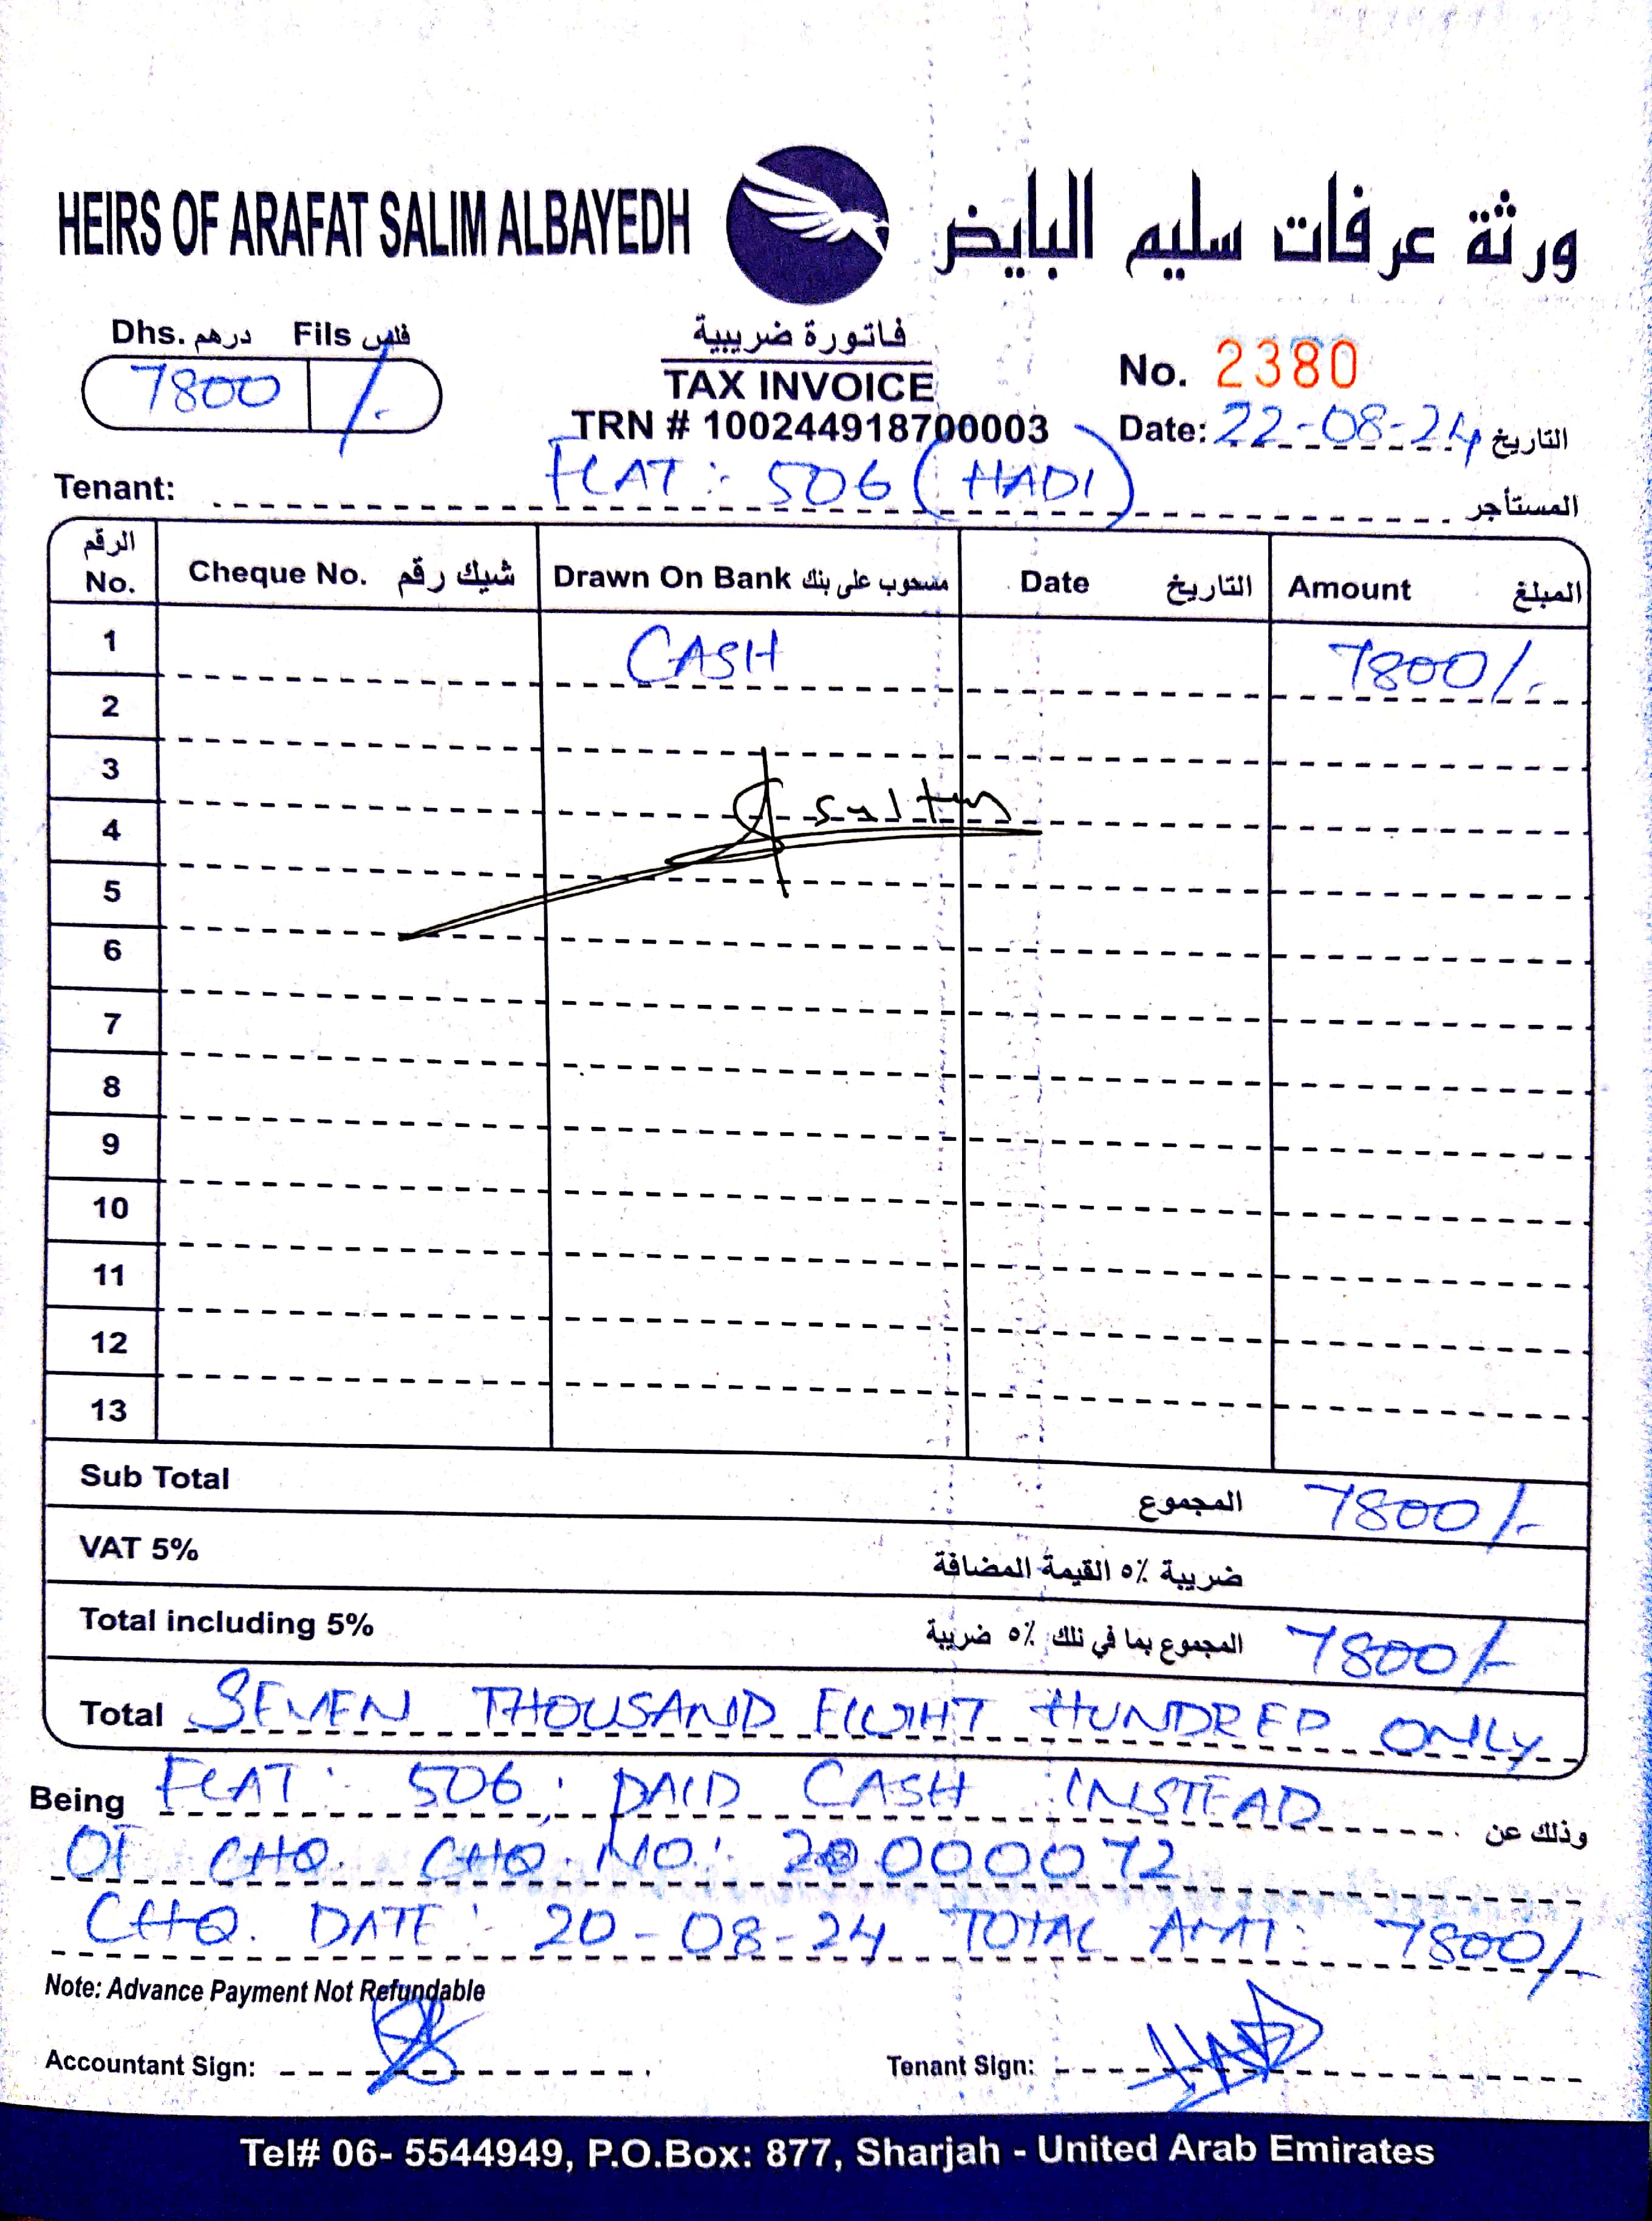 HEIRS OF ARAFAT SALIM ALBAYEDH ورثة عرفات سليم البايض
Dhs. درهم Fils فلس
7800 /-
فاتورة ضريبية
TAX INVOICE
TRN # 100244918700003
No. 2380
Date: 22-08-24 التاريخ
Tenant: FLAT: 506 (HADI) المستأجر
الرقم No. Cheque No. شيك رقم Drawn On Bank مسحوب على بنك Date التاريخ Amount المبلغ
1 CASH 7800/-
2
3
4 Sultan
5
6
7
8
9
10
11
12
13
Sub Total المجموع 7800/-
VAT 5% ضريبة ٥٪ القيمة المضافة
Total including 5% المجموع بما في ذلك ٥٪ ضريبة 7800/-
Total SEVEN THOUSAND EIGHT HUNDRED ONLY
Being FLAT: 506, PAID CASH INSTEAD وذلك عن
OF CHQ. CHQ. NO: 20000072
CHQ. DATE: 20-08-24 TOTAL AMT: 7800/-
Note: Advance Payment Not Refundable
Accountant Sign: Tenant Sign:
Tel# 06- 5544949, P.O.Box: 877, Sharjah - United Arab Emirates